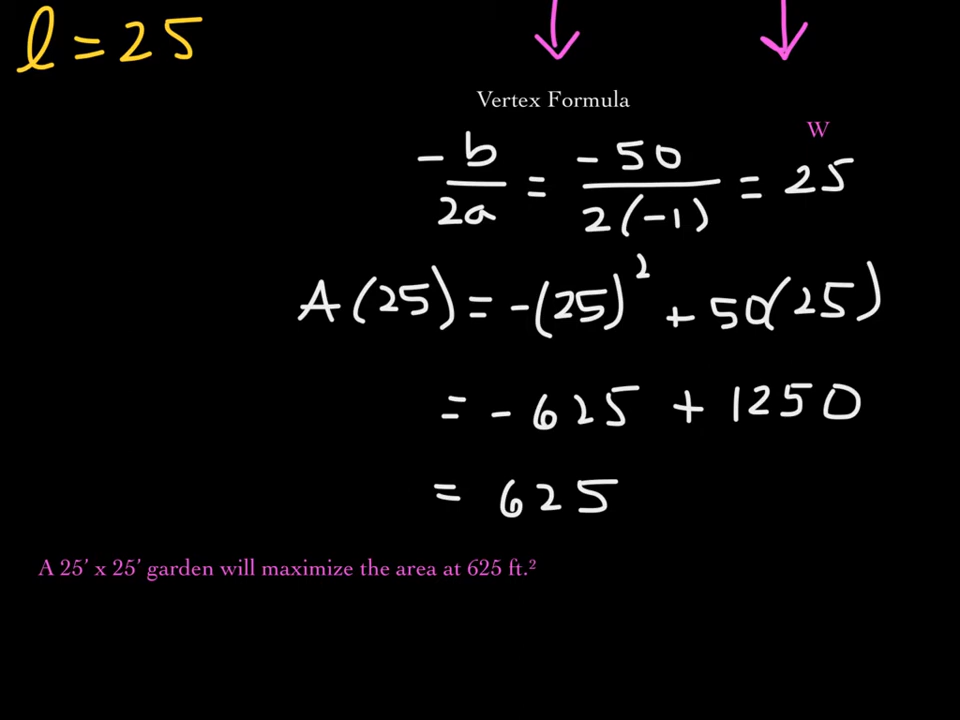 l = 25
Vertex Formula
W
-b/2a = -50/2(-1) = 25
A(25) = -(25)² + 50(25)
= -625 + 1250
= 625
A 25' x 25' garden will maximize the area at 625 ft.²